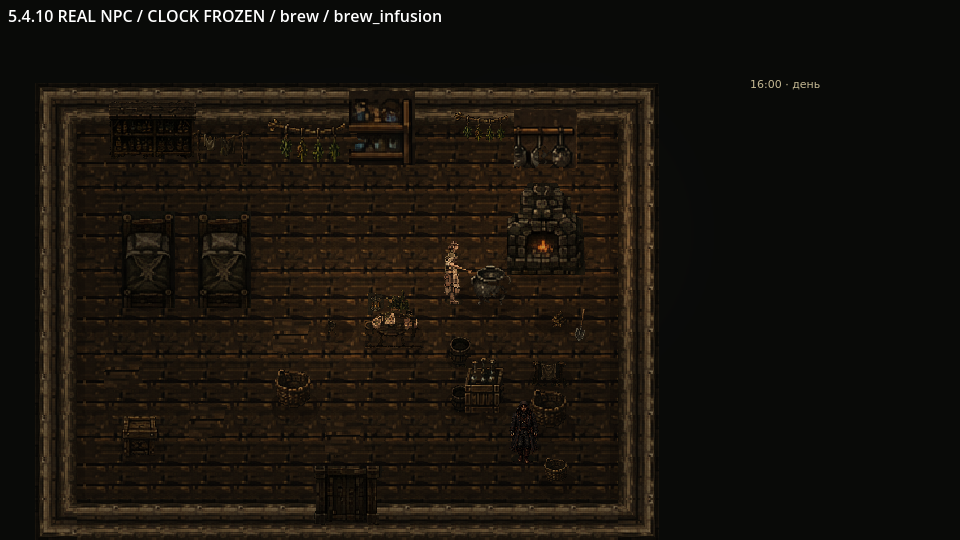 5.4.10 REAL NPC / CLOCK FROZEN / brew / brew_infusion
16:00 · день